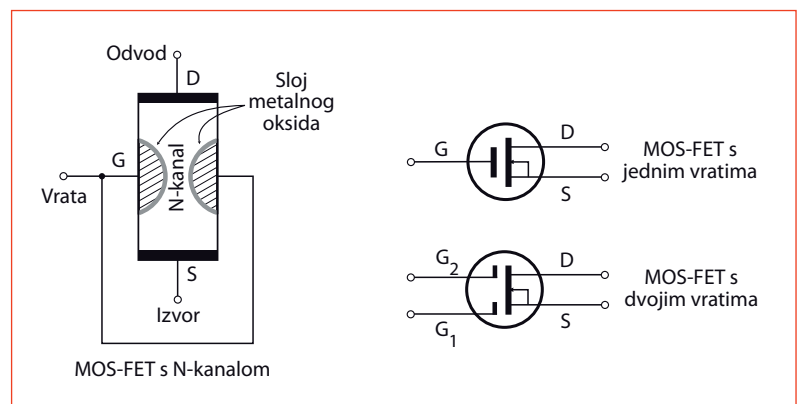 Odvod
D
Sloj
metalnog
oksida
G
N-kanal
Vrata
S
Izvor
MOS-FET s N-kanalom
G
D
S
MOS-FET s
jednim vratima
G2
G1
D
S
MOS-FET s
dvojim vratima